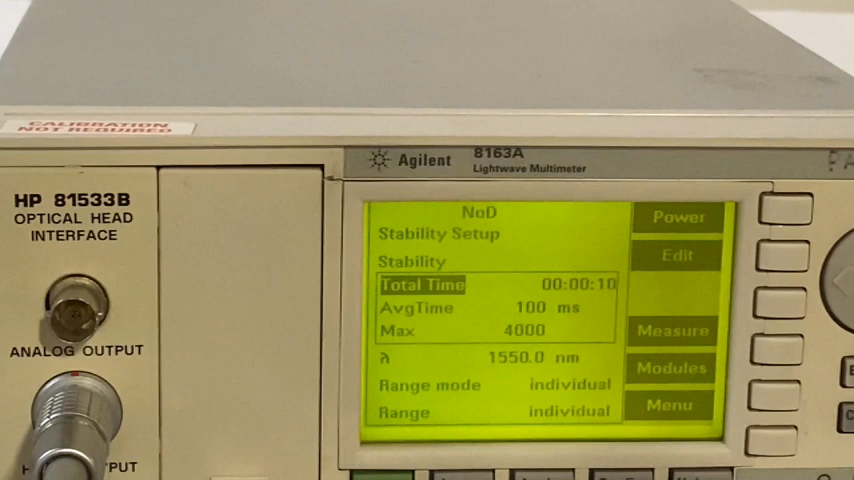 CALIBRATION
NOT REQUIRED
Agilent 8163A
Lightwave Multimeter
HP 81533B
OPTICAL HEAD
INTERFACE
ANALOG OUTPUT
NoD
Stability Setup
Stability
Total Time 00:00:10
AvgTime 100 ms
Max 4000
λ 1550.0 nm
Range mode individual
Range individual
Power
Edit
Measure
Modules
Menu